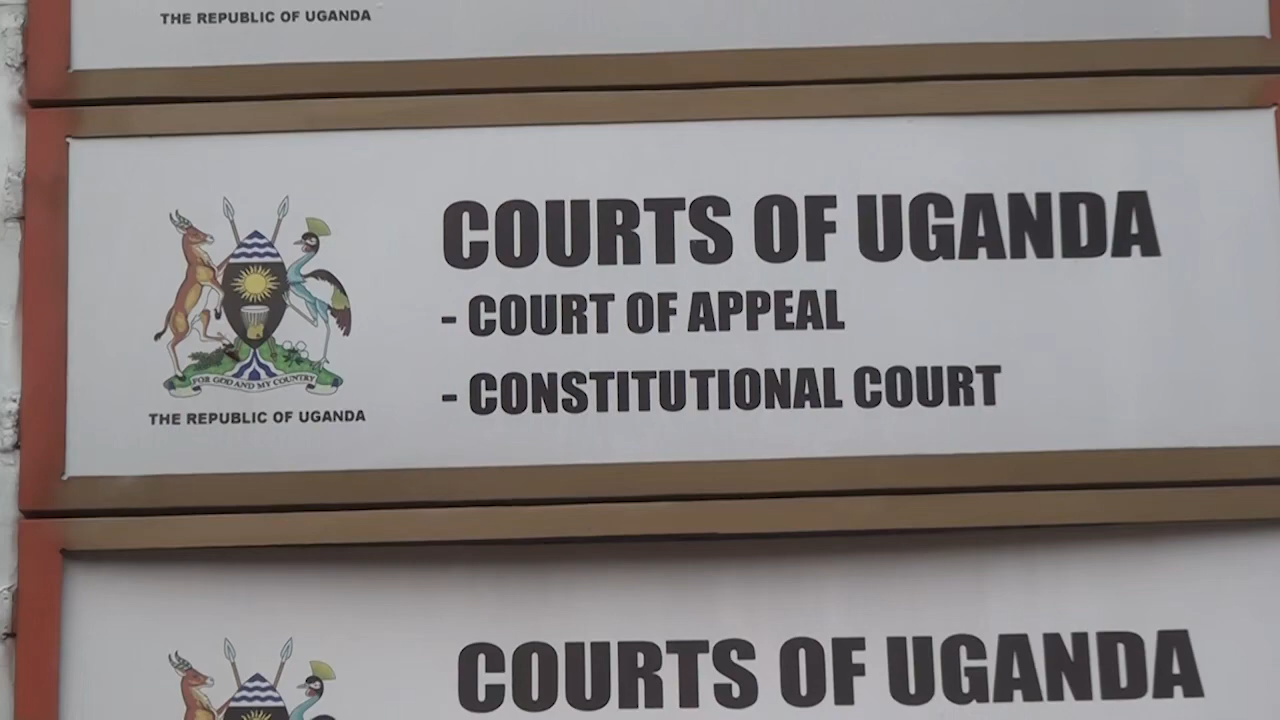 THE REPUBLIC OF UGANDA
COURTS OF UGANDA
- COURT OF APPEAL
- CONSTITUTIONAL COURT
FOR GOD AND MY COUNTRY
THE REPUBLIC OF UGANDA
COURTS OF UGANDA